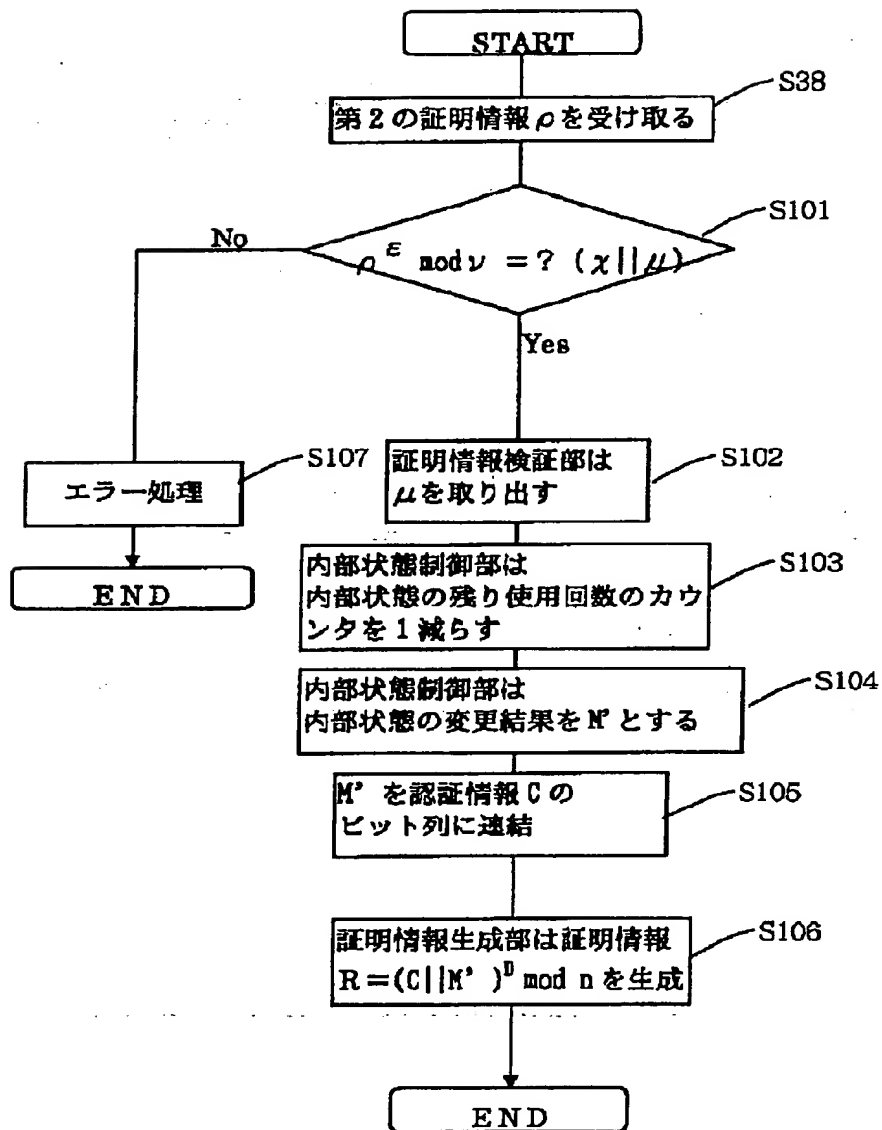 START
S38
第2の証明情報ρを受け取る
S101
No
ρ^ε mod ν =? (χ||μ)
Yes
S107
エラー処理
END
S102
証明情報検証部は
μを取り出す
S103
内部状態制御部は
内部状態の残り使用回数のカウ
ンタを1減らす
S104
内部状態制御部は
内部状態の変更結果をM'とする
S105
M'を認証情報Cの
ビット列に連結
S106
証明情報生成部は証明情報
R=(C||M')^D mod nを生成
END